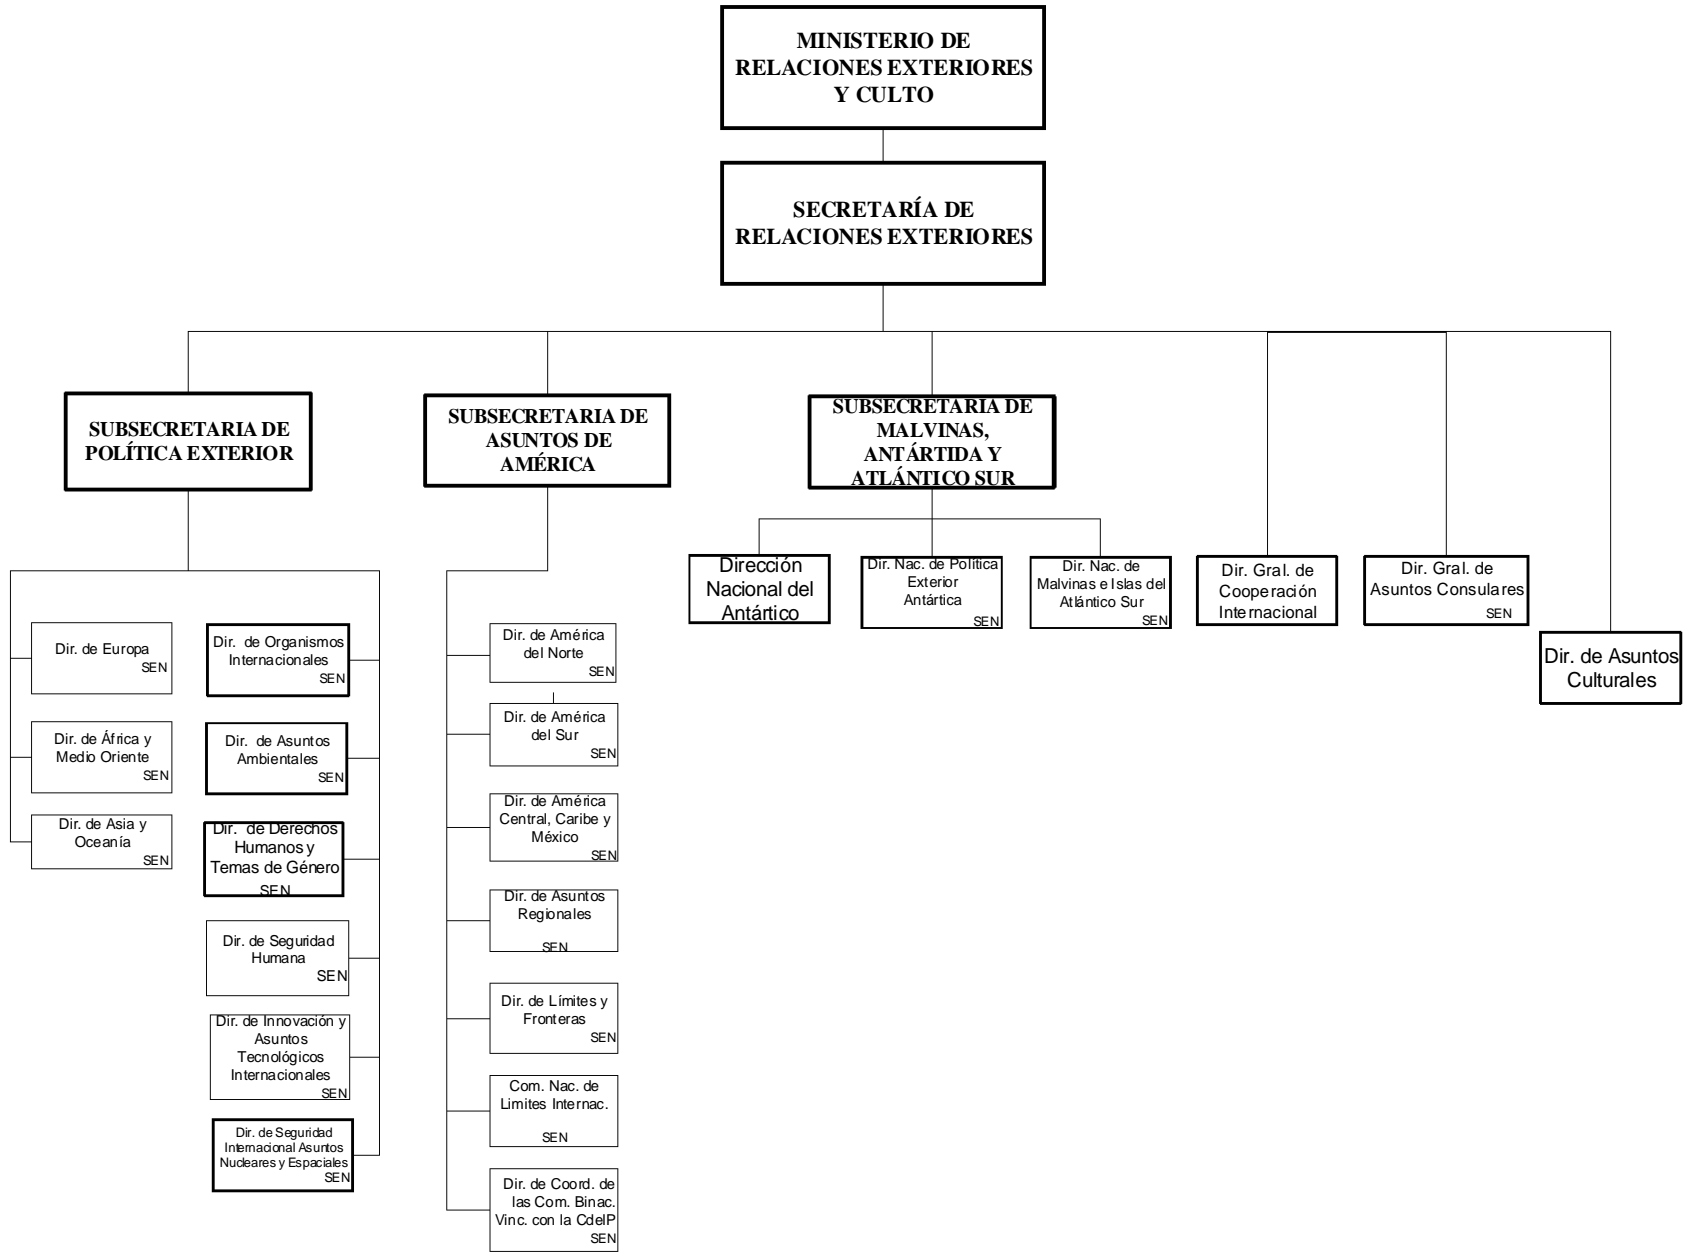 MINISTERIO DE
RELACIONES EXTERIORES
Y CULTO
SECRETARÍA DE
RELACIONES EXTERIORES
SUBSECRETARIA DE
POLÍTICA EXTERIOR
SUBSECRETARIA DE
ASUNTOS DE
AMÉRICA
SUBSECRETARIA DE
MALVINAS,
ANTÁRTIDA Y
ATLÁNTICO SUR
Dirección
Nacional del
Antártico
Dir. Nac. de Política
Exterior
Antártica
SEN
Dir. Nac. de
Malvinas e Islas del
Atlántico Sur
SEN
Dir. Gral. de
Cooperación
Internacional
Dir. Gral. de
Asuntos Consulares
SEN
Dir. de Asuntos
Culturales
Dir. de Europa
SEN
Dir. de África y
Medio Oriente
SEN
Dir. de Asia y
Oceanía
SEN
Dir. de Organismos
Internacionales
SEN
Dir. de Asuntos
Ambientales
SEN
Dir. de Derechos
Humanos y
Temas de Género
SEN
Dir. de Seguridad
Humana
SEN
Dir. de Innovación y
Asuntos
Tecnológicos
Internacionales
SEN
Dir. de Seguridad
Internacional Asuntos
Nucleares y Espaciales
SEN
Dir. de América
del Norte
SEN
Dir. de América
del Sur
SEN
Dir. de América
Central, Caribe y
México
SEN
Dir. de Asuntos
Regionales
SEN
Dir. de Límites y
Fronteras
SEN
Com. Nac. de
Limites Internac.
SEN
Dir. de Coord. de
las Com. Binac.
Vinc. con la CdelP
SEN